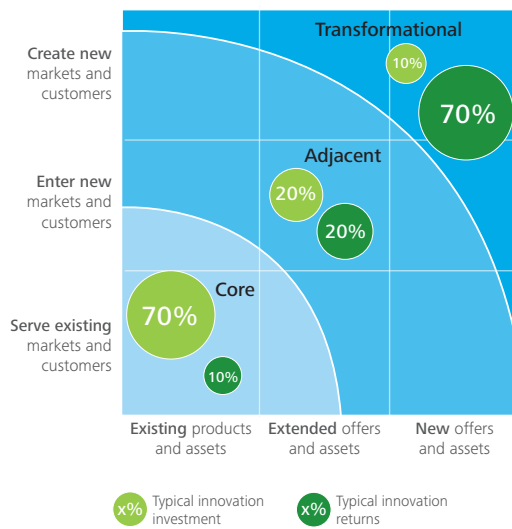 Transformational
Create new
markets and
customers
10%
70%
Adjacent
Enter new
markets and
customers
20%
20%
Core
70%
Serve existing
markets and
customers
10%
Existing products
and assets
Extended offers
and assets
New offers
and assets
x%
Typical innovation
investment
x%
Typical innovation
returns